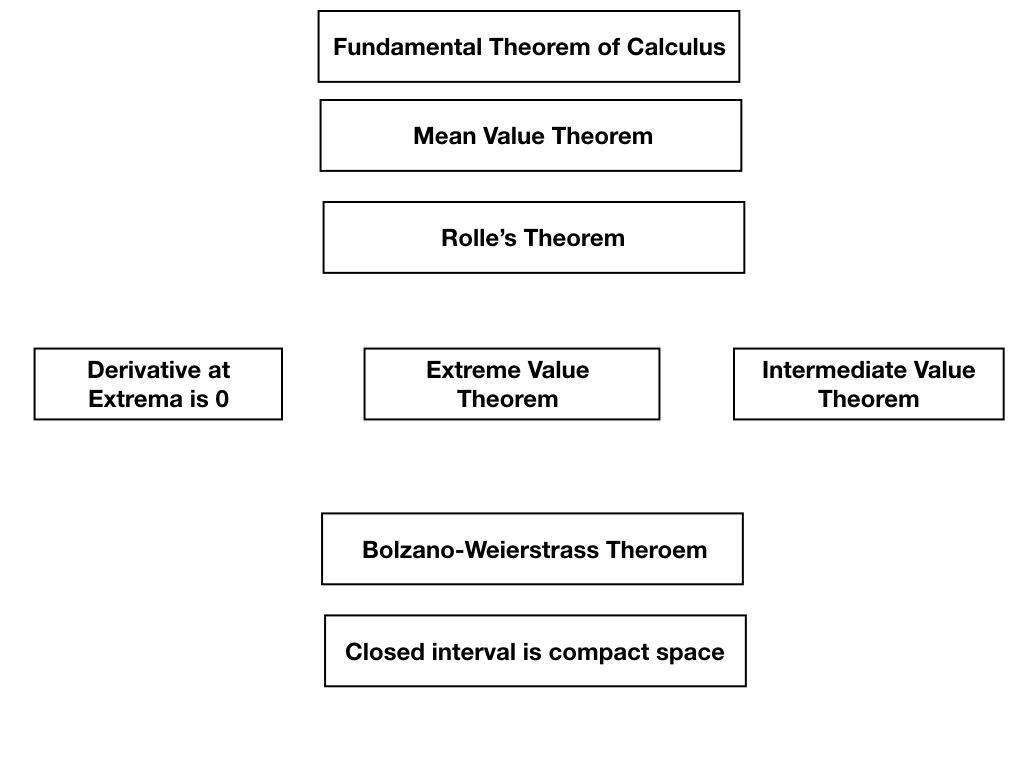 Fundamental Theorem of Calculus
Mean Value Theorem
Rolle’s Theorem
Derivative at
Extrema is 0
Extreme Value
Theorem
Intermediate Value
Theorem
Bolzano-Weierstrass Theroem
Closed interval is compact space